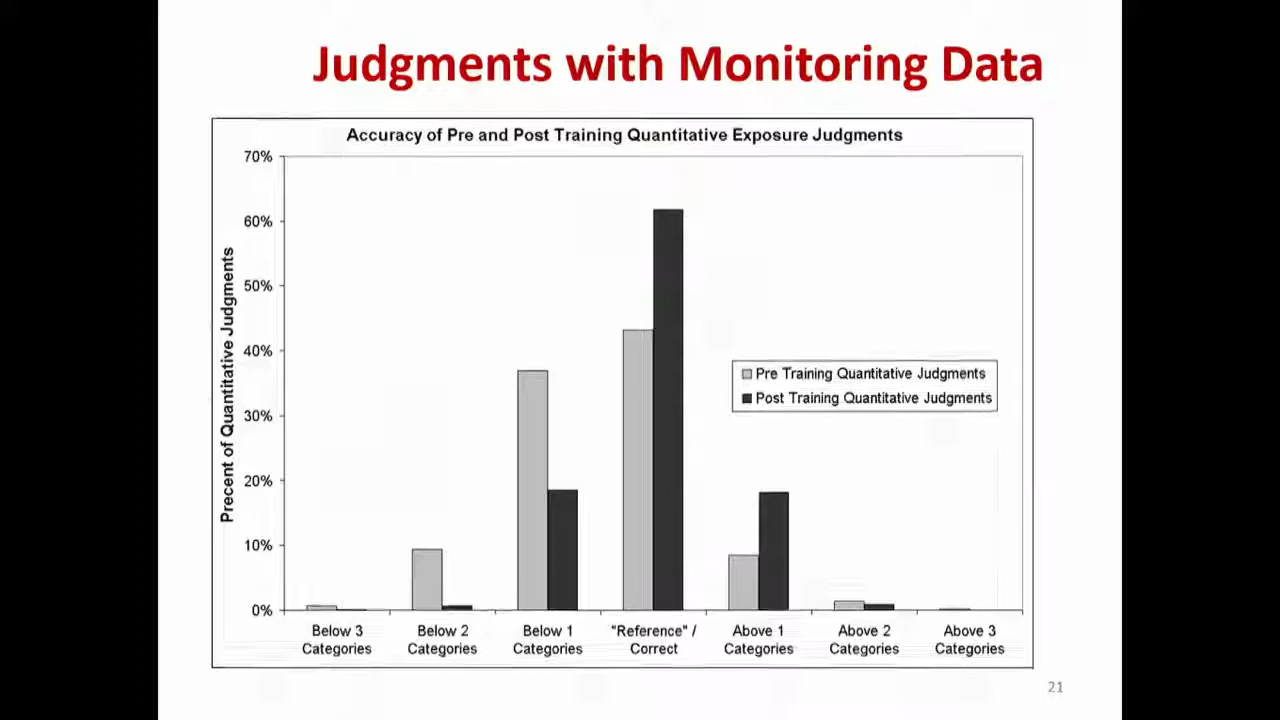 Judgments with Monitoring Data
Accuracy of Pre and Post Training Quantitative Exposure Judgments
Precent of Quantitative Judgments
70%
60%
50%
40%
30%
20%
10%
0%
Pre Training Quantitative Judgments
Post Training Quantitative Judgments
Below 3 Categories
Below 2 Categories
Below 1 Categories
"Reference" / Correct
Above 1 Categories
Above 2 Categories
Above 3 Categories
21